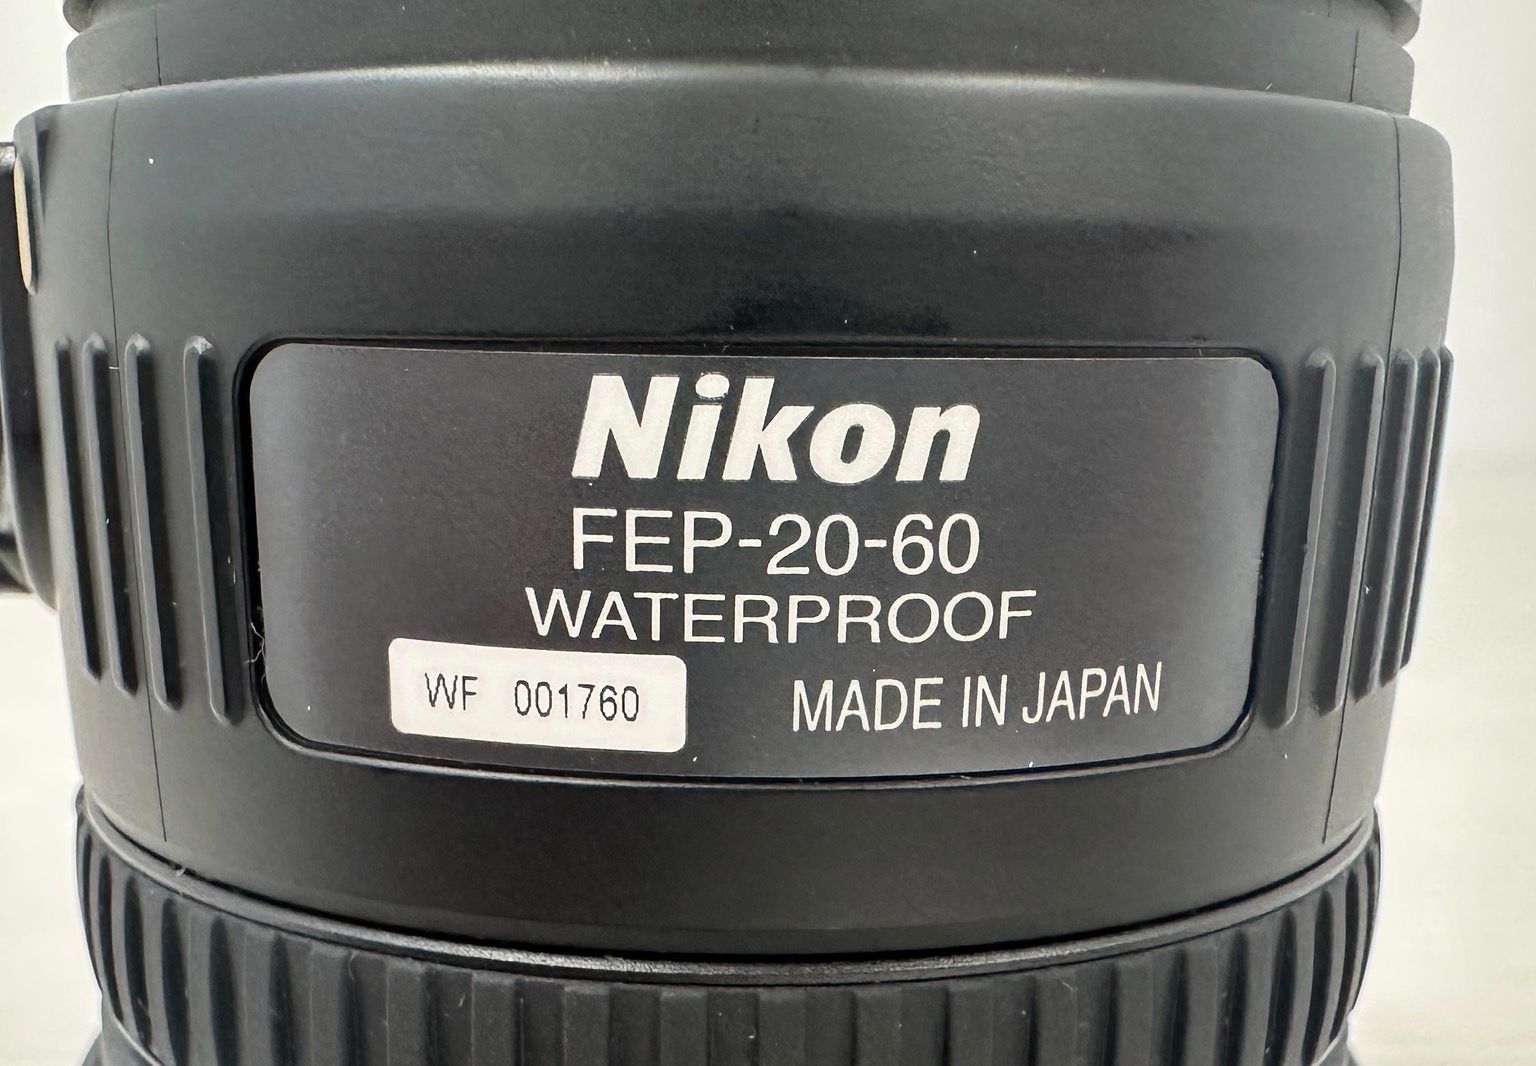 Nikon
FEP-20-60
WATERPROOF
WF 001760
MADE IN JAPAN